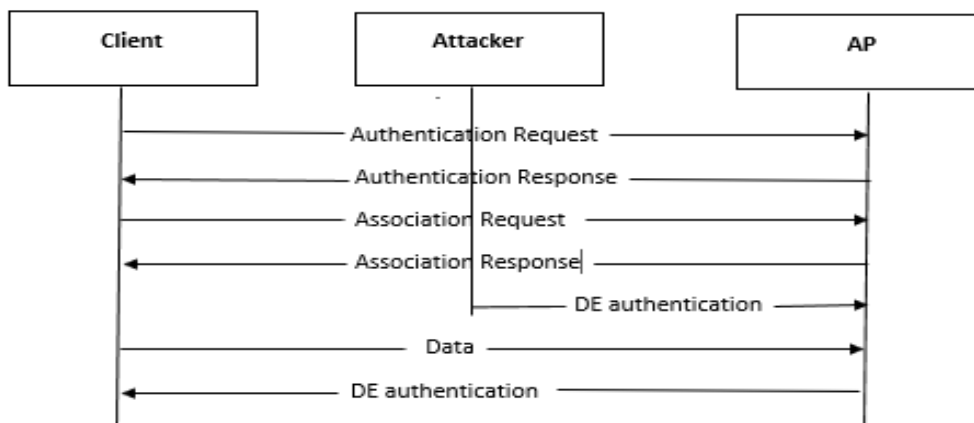 Client
Attacker
AP
Authentication Request
Authentication Response
Association Request
Association Response
DE authentication
Data
DE authentication